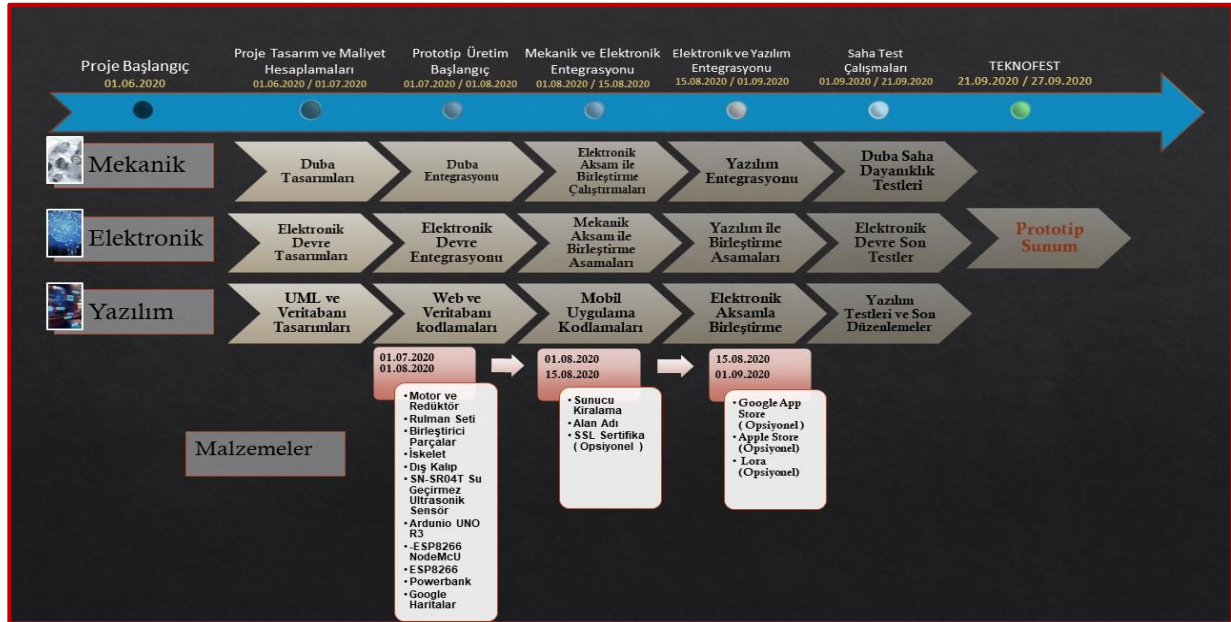 Proje Başlangıç
01.06.2020
Proje Tasarım ve Maliyet
Hesaplamaları
01.06.2020 / 01.07.2020
Prototip Üretim
Başlangıç
01.07.2020 / 01.08.2020
Mekanik ve Elektronik
Entegrasyonu
01.08.2020 / 15.08.2020
Elektronik ve Yazılım
Entegrasyonu
15.08.2020 / 01.09.2020
Saha Test
Çalışmaları
01.09.2020 / 21.09.2020
TEKNOFEST
21.09.2020 / 27.09.2020
Mekanik
Duba
Tasarımları
Duba
Entegrasyonu
Elektronik
Aksam ile
Birleştirme
Çalıştırmaları
Yazılım
Entegrasyonu
Duba Saha
Dayanıklık
Testleri
Elektronik
Elektronik
Devre
Tasarımları
Elektronik
Devre
Entegrasyonu
Mekanik
Aksam ile
Birleştirme
Asamaları
Yazılım ile
Birleştirme
Asamaları
Elektronik
Devre Son
Testler
Prototip
Sunum
Yazılım
UML ve
Veritabanı
Tasarımları
Web ve
Veritabanı
kodlamaları
Mobil
Uygulama
Kodlamaları
Elektronik
Aksamla
Birleştirme
Yazılım
Testleri ve Son
Düzenlemeler
Malzemeler
01.07.2020
01.08.2020
•Motor ve
Redüktör
•Rulman Seti
•Birleştirici
Parçalar
•İskelet
•Dış Kalıp
•SN-SR04T Su
Geçirmez
Ultrasonik
Sensör
•Ardunio UNO
R3
•-ESP8266
NodeMcU
•ESP8266
•Powerbank
•Google
Haritalar
01.08.2020
15.08.2020
• Sunucu
Kiralama
• Alan Adı
• SSL Sertifika
( Opsiyonel )
15.08.2020
01.09.2020
•Google App
Store
( Opsiyonel )
•Apple Store
(Opsiyonel)
• Lora
(Opsiyonel)